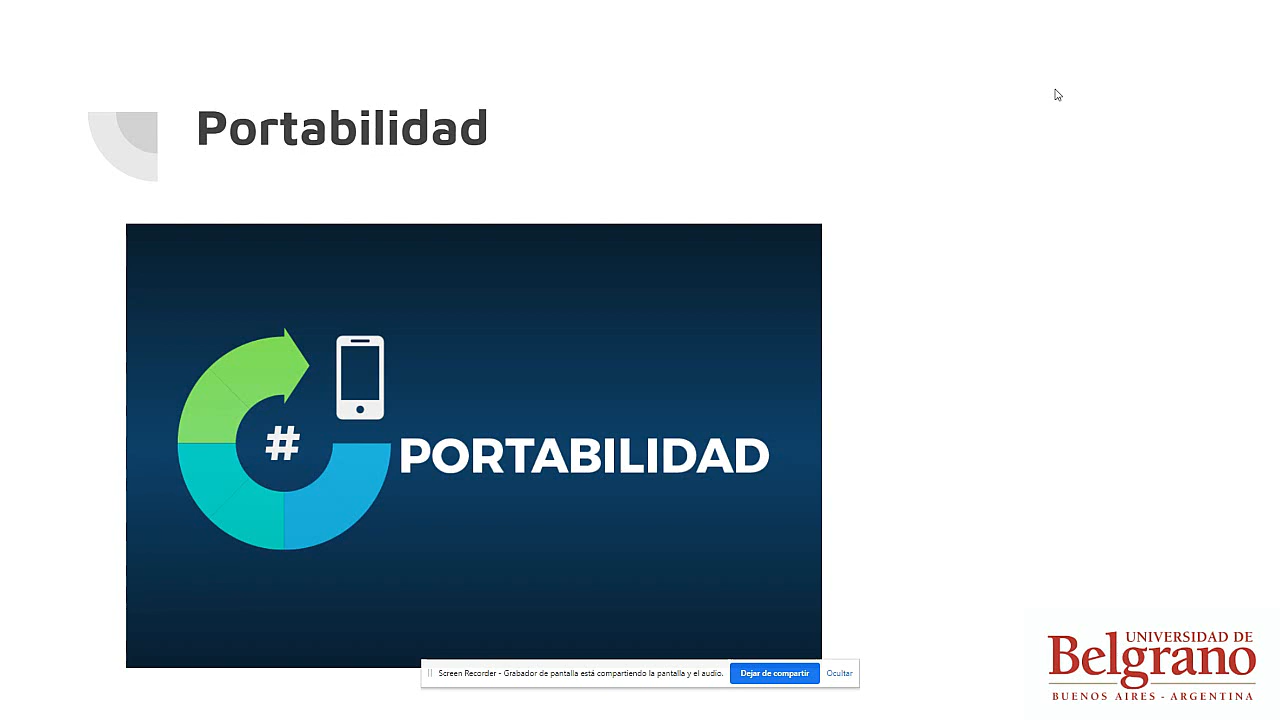 Portabilidad
#
PORTABILIDAD
Screen Recorder - Grabador de pantalla está compartiendo la pantalla y el audio. Dejar de compartir Ocultar
UNIVERSIDAD DE
Belgrano
BUENOS AIRES - ARGENTINA